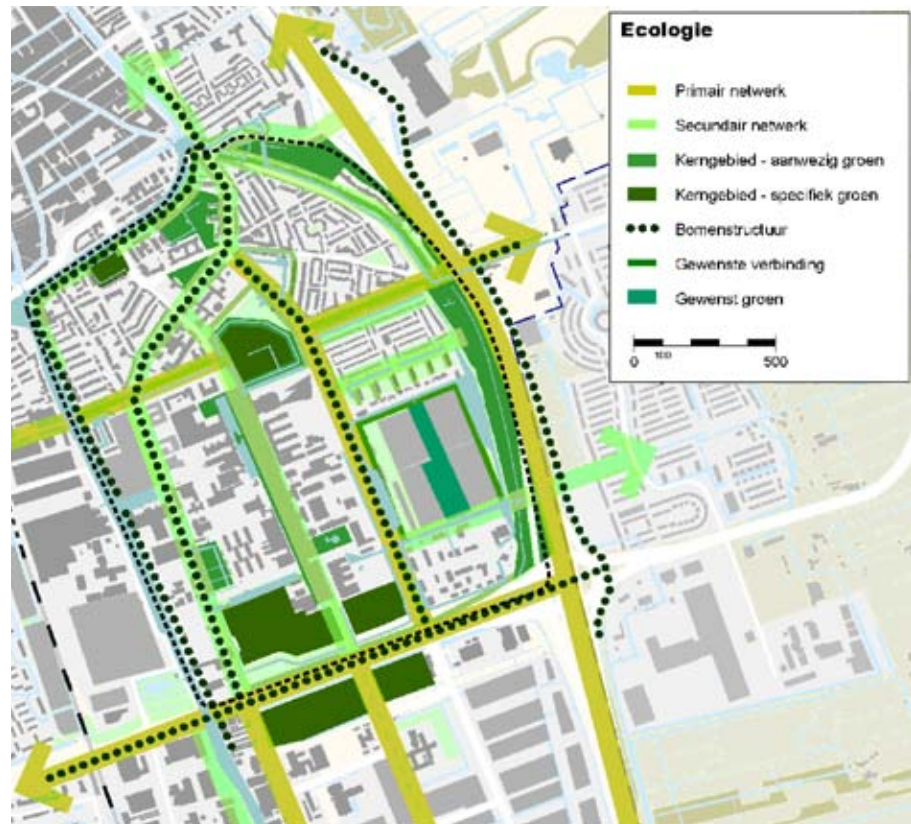 Ecologie
Primair netwerk
Secundair netwerk
Kerngebied - aanwezig groen
Kerngebied - specifiek groen
Bomenstructuur
Gewenste verbinding
Gewenst groen
0 100 500